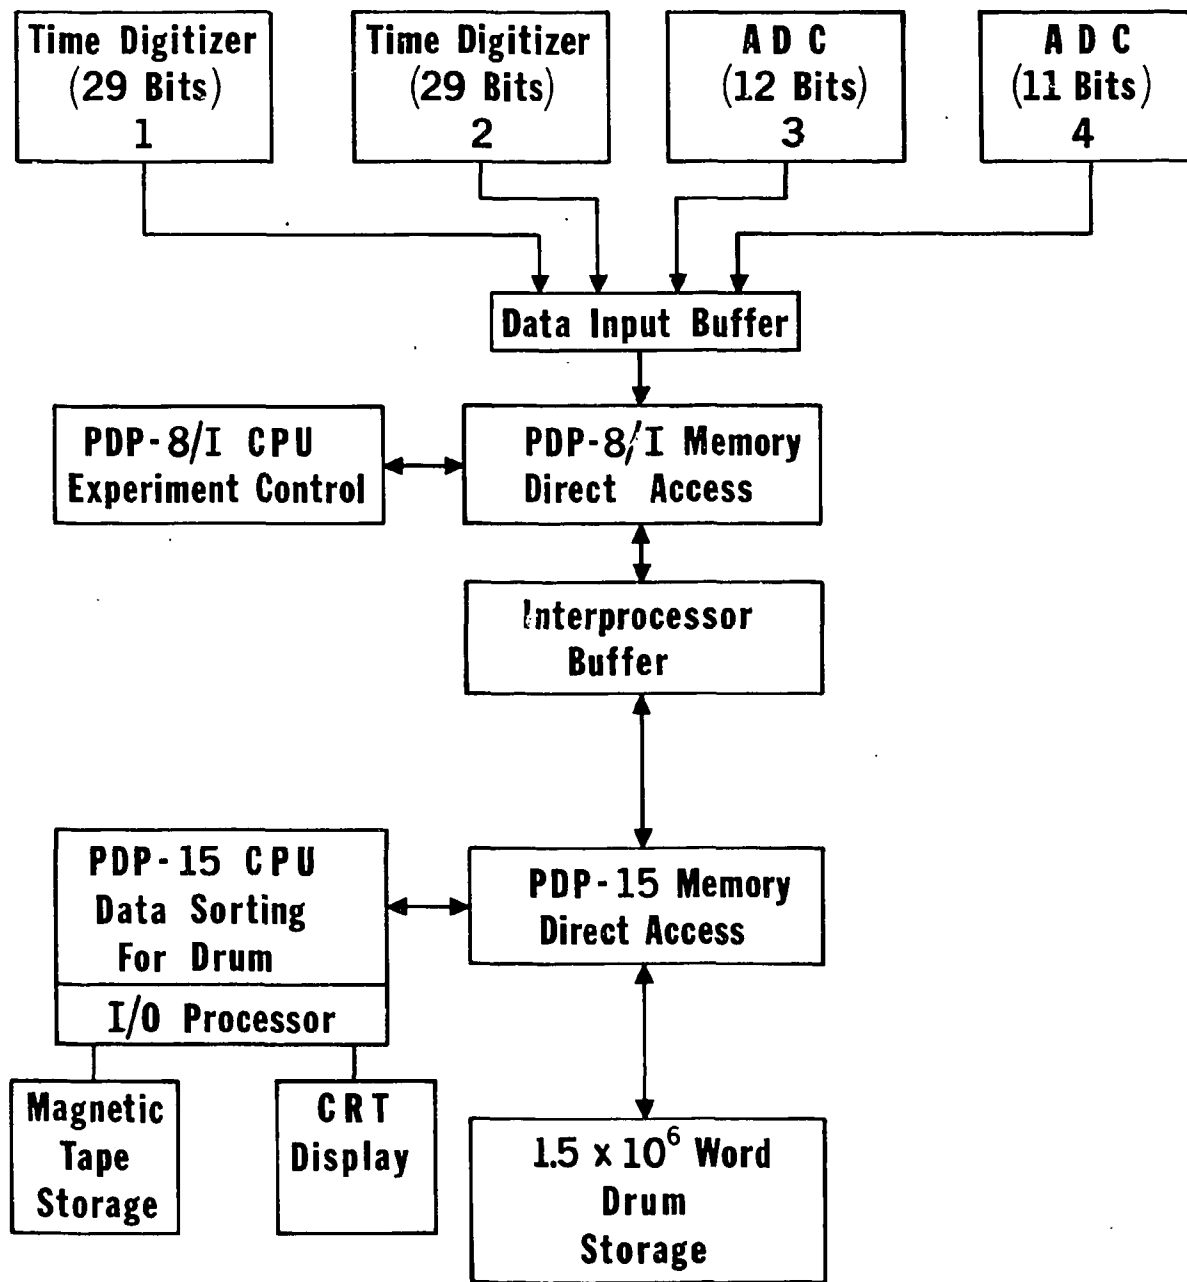 Time Digitizer
(29 Bits)
1
Time Digitizer
(29 Bits)
2
A D C
(12 Bits)
3
A D C
(11 Bits)
4
Data Input Buffer
PDP-8/I CPU
Experiment Control
PDP-8/I Memory
Direct Access
Interprocessor
Buffer
PDP-15 CPU
Data Sorting
For Drum
I/O Processor
PDP-15 Memory
Direct Access
Magnetic
Tape
Storage
CRT
Display
1.5 x 10⁶ Word
Drum
Storage